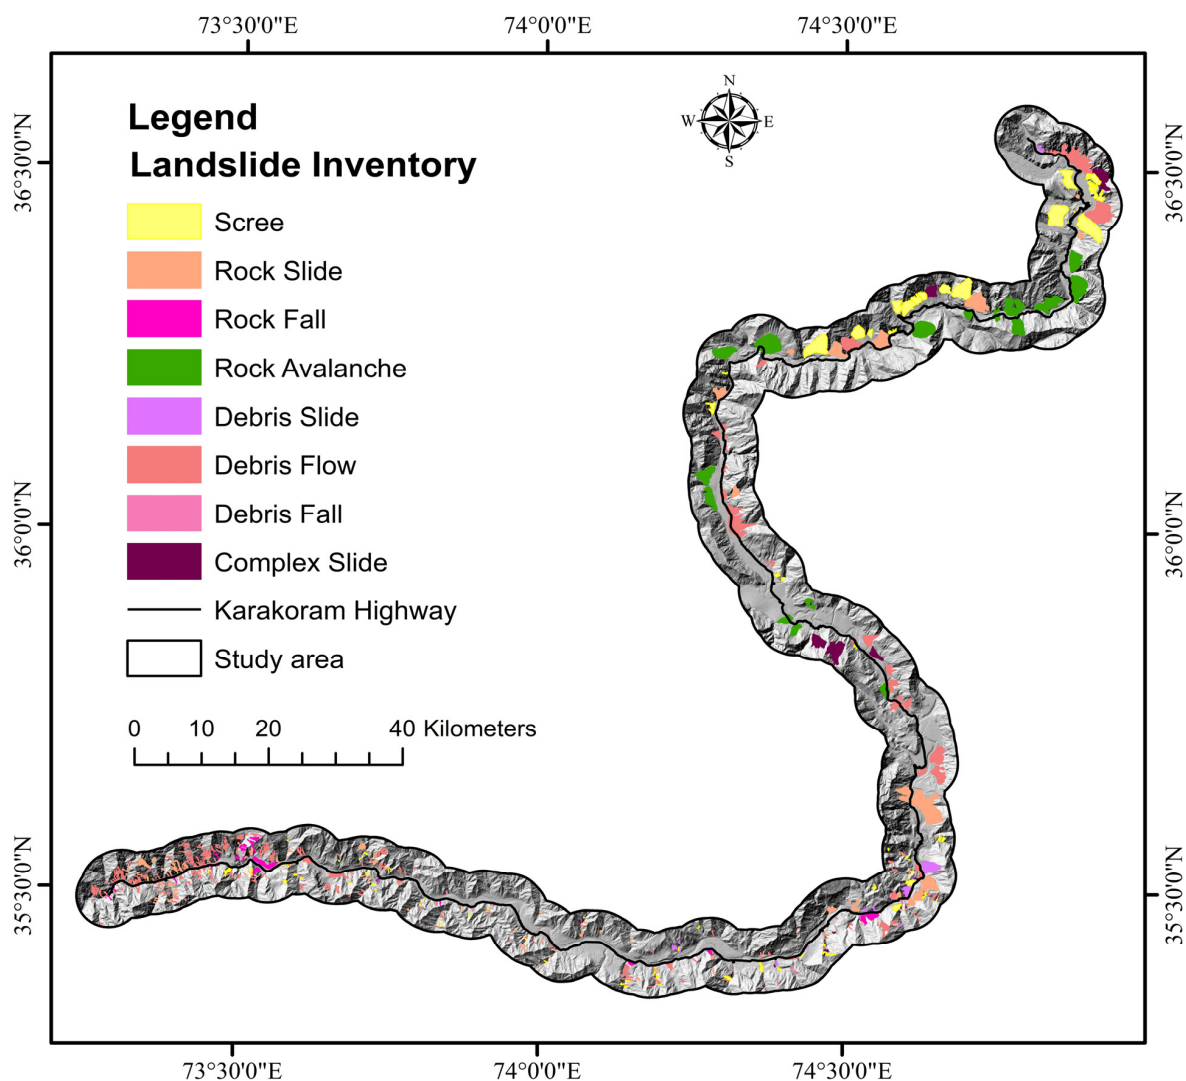 73°30'0"E 74°0'0"E 74°30'0"E
N
W E
S
Legend
Landslide Inventory
Scree
Rock Slide
Rock Fall
Rock Avalanche
Debris Slide
Debris Flow
Debris Fall
Complex Slide
Karakoram Highway
Study area
0 10 20 40 Kilometers
36°30'0"N
36°0'0"N
35°30'0"N
36°30'0"N
36°0'0"N
35°30'0"N
73°30'0"E 74°0'0"E 74°30'0"E